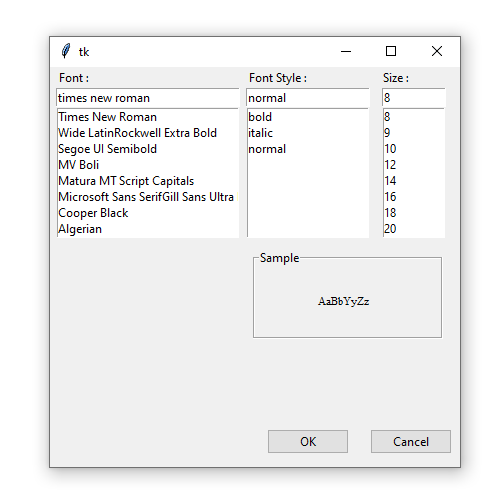 tk
Font :
Font Style :
Size :
times new roman
normal
8
Times New Roman
Wide LatinRockwell Extra Bold
Segoe UI Semibold
MV Boli
Matura MT Script Capitals
Microsoft Sans SerifGill Sans Ultra
Cooper Black
Algerian
bold
italic
normal
8
9
10
12
14
16
18
20
Sample
AaBbYyZz
OK
Cancel